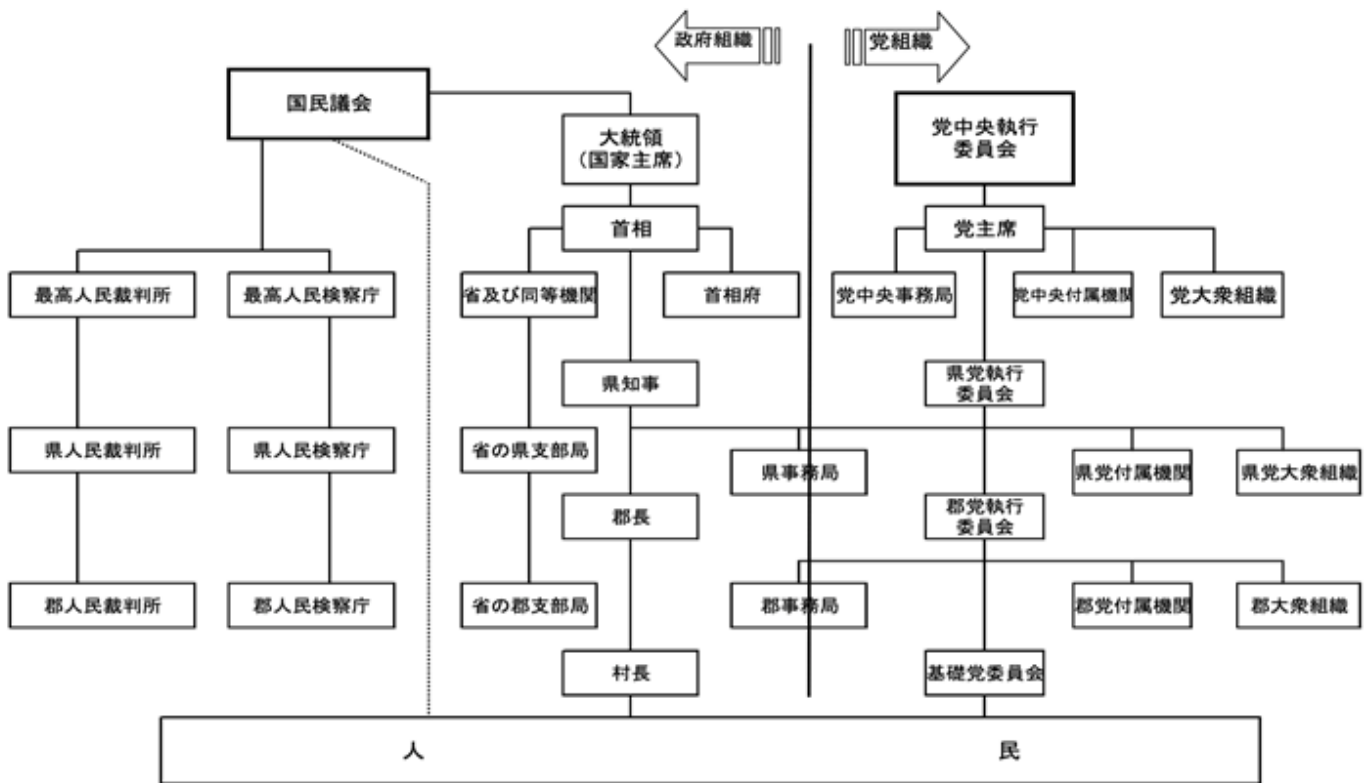 政府組織
党組織
国民議会
大統領
（国家主席）
党中央執行
委員会
首相
党主席
最高人民裁判所
最高人民検察庁
省及び同等機関
首相府
党中央事務局
党中央付属機関
党大衆組織
県知事
県党執行
委員会
県人民裁判所
県人民検察庁
省の県支部局
県事務局
県党付属機関
県党大衆組織
郡長
郡党執行
委員会
郡人民裁判所
郡人民検察庁
省の郡支部局
郡事務局
郡党付属機関
郡大衆組織
村長
基礎党委員会
人 民